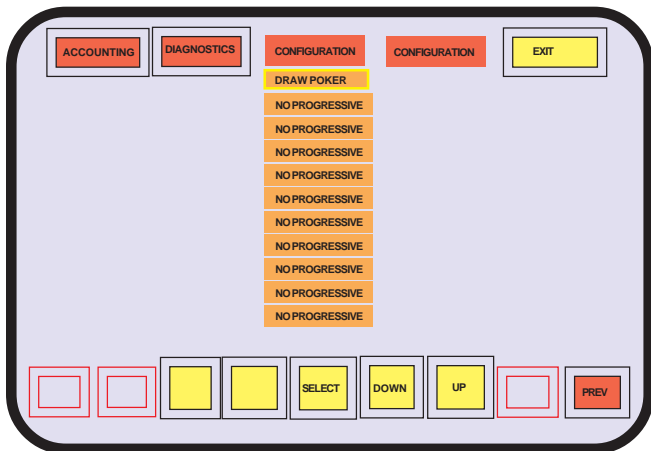 ACCOUNTING DIAGNOSTICS CONFIGURATION CONFIGURATION EXIT
DRAW POKER
NO PROGRESSIVE
NO PROGRESSIVE
NO PROGRESSIVE
NO PROGRESSIVE
NO PROGRESSIVE
NO PROGRESSIVE
NO PROGRESSIVE
NO PROGRESSIVE
NO PROGRESSIVE
NO PROGRESSIVE
SELECT DOWN UP PREV